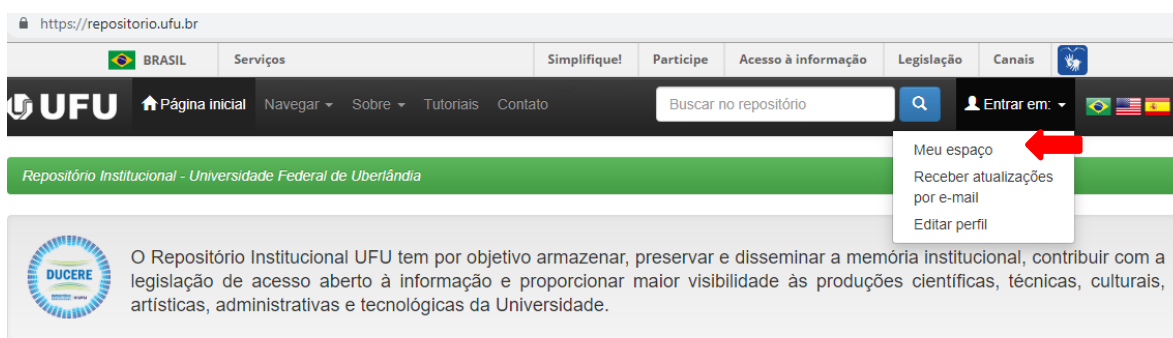 https://repositorio.ufu.br
BRASIL Serviços Simplifique! Participe Acesso à informação Legislação Canais
UFU Página inicial Navegar Sobre Tutoriais Contato Buscar no repositório Entrar em:
Meu espaço
Receber atualizações
por e-mail
Editar perfil
Repositório Institucional - Universidade Federal de Uberlândia
DUCERE
O Repositório Institucional UFU tem por objetivo armazenar, preservar e disseminar a memória institucional, contribuir com a
legislação de acesso aberto à informação e proporcionar maior visibilidade às produções científicas, técnicas, culturais,
artísticas, administrativas e tecnológicas da Universidade.